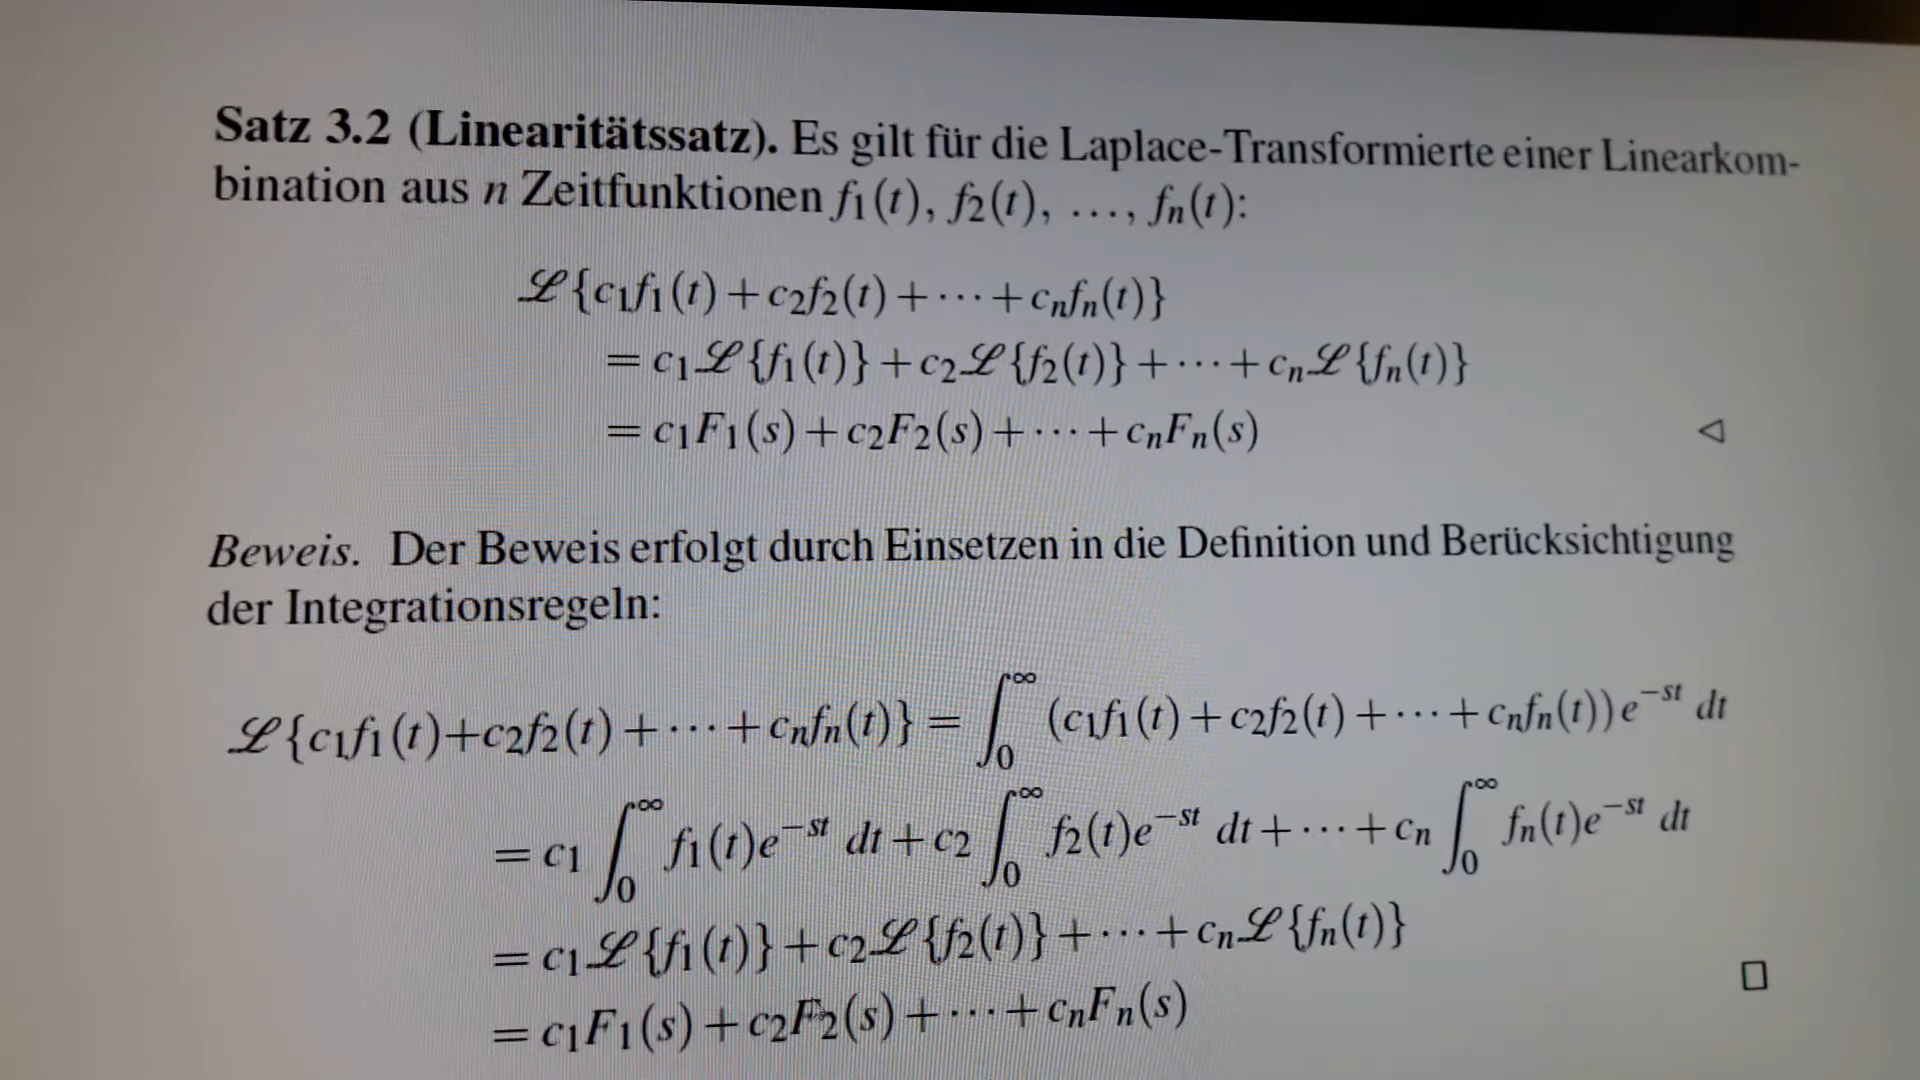 Satz 3.2 (Linearitätssatz). Es gilt für die Laplace-Transformierte einer Linearkom-
bination aus n Zeitfunktionen f₁(t), f₂(t), ..., fₙ(t):
ℒ{c₁f₁(t)+c₂f₂(t)+⋯+cₙfₙ(t)}
=c₁ℒ{f₁(t)}+c₂ℒ{f₂(t)}+⋯+cₙℒ{fₙ(t)}
=c₁F₁(s)+c₂F₂(s)+⋯+cₙFₙ(s) ◁
Beweis. Der Beweis erfolgt durch Einsetzen in die Definition und Berücksichtigung
der Integrationsregeln:
ℒ{c₁f₁(t)+c₂f₂(t)+⋯+cₙfₙ(t)} = ∫₀^∞ (c₁f₁(t)+c₂f₂(t)+⋯+cₙfₙ(t))e^{−st} dt
=c₁ ∫₀^∞ f₁(t)e^{−st} dt+c₂ ∫₀^∞ f₂(t)e^{−st} dt+⋯+cₙ ∫₀^∞ fₙ(t)e^{−st} dt
=c₁ℒ{f₁(t)}+c₂ℒ{f₂(t)}+⋯+cₙℒ{fₙ(t)}
=c₁F₁(s)+c₂F₂(s)+⋯+cₙFₙ(s) □